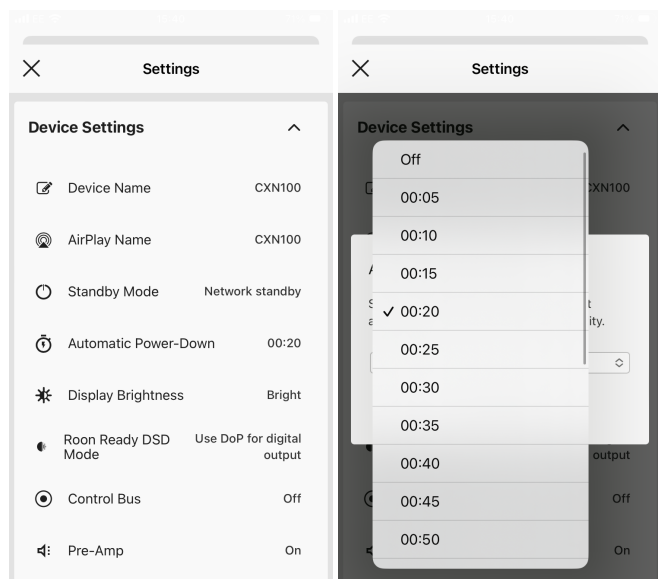 Settings
Device Settings
Device Name CXN100
AirPlay Name CXN100
Standby Mode Network standby
Automatic Power-Down 00:20
Display Brightness Bright
Roon Ready DSD Use DoP for digital
Mode output
Control Bus Off
Pre-Amp On
Settings
Device Settings
Off
CXN100
00:05
00:10
00:15
✓ 00:20
ity.
00:25
00:30
00:35
00:40
output
00:45
Off
00:50
On